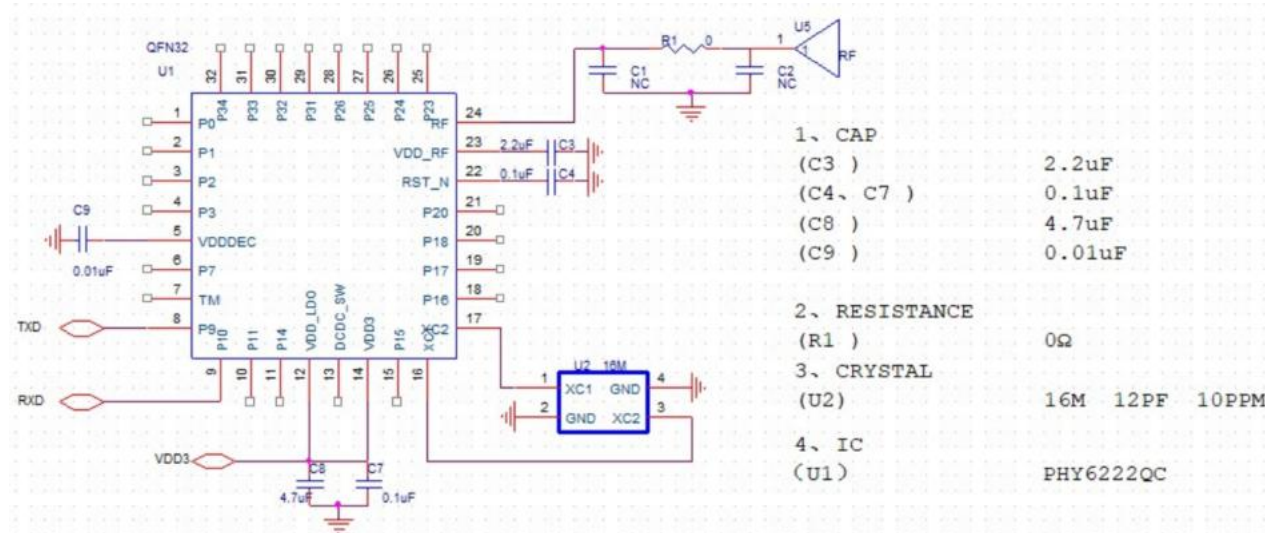 QFN32
U1
32
31
30
29
28
27
26
25
P34
P33
P32
P31
P26
P25
P24
P23
1
P0
2
P1
3
P2
4
P3
5
VDDDEC
6
P7
7
TM
8
P9
C9
0.01uF
TXD
RXD
RF
24
VDD_RF
23
RST_N
22
P20
21
P18
20
P17
19
P16
18
XC2
17
P10
P11
P14
VDD_LDO
DCDC_SW
VDD3
P15
9
10
11
12
13
14
15
16
2.2uF
C3
0.1uF
C4
R1
0
C1
NC
C2
NC
1
U5
1
RF
U2 16M
1
XC1
GND
4
2
GND
XC2
3
VDD3
C8
4.7uF
C7
0.1uF
1、CAP
(C3 ) 2.2uF
(C4、C7 ) 0.1uF
(C8 ) 4.7uF
(C9 ) 0.01uF
2、RESISTANCE
(R1 ) 0Ω
3、CRYSTAL
(U2) 16M 12PF 10PPM
4、IC
(U1) PHY6222QC